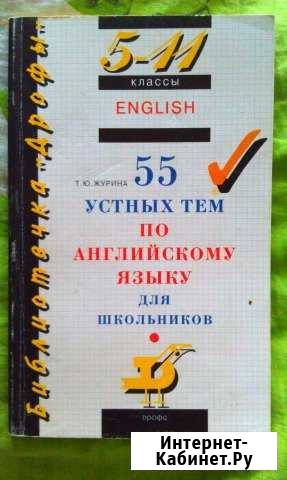 Библиотечка „Дрофы"
5-11
классы
ENGLISH
Т.Ю.ЖУРИНА 55
УСТНЫХ ТЕМ
ПО
АНГЛИЙСКОМУ
ЯЗЫКУ
ДЛЯ
ШКОЛЬНИКОВ
дрофа
Интернет-
Кабинет.Ру